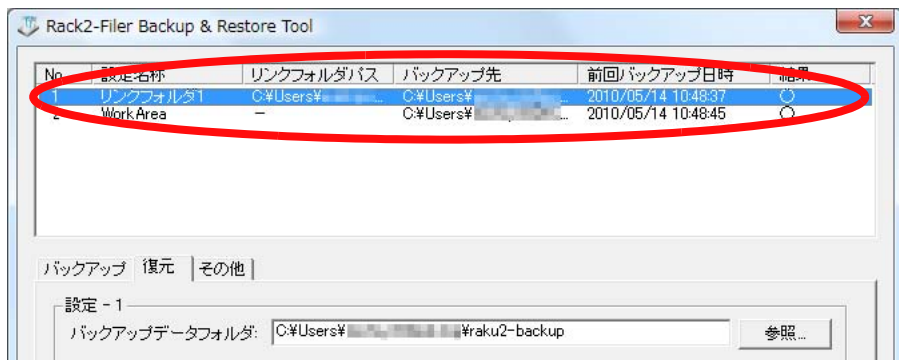 Rack2-Filer Backup & Restore Tool
No. 設定名称 リンクフォルダパス バックアップ先 前回バックアップ日時 結果
1 リンクフォルダ1 C:¥Users¥ ... C:¥Users¥ ... 2010/05/14 10:48:37 ○
2 WorkArea － C:¥Users¥ ... 2010/05/14 10:48:45 ○
バックアップ 復元 その他
設定 - 1
バックアップデータフォルダ: C:¥Users¥ ¥raku2-backup 参照...